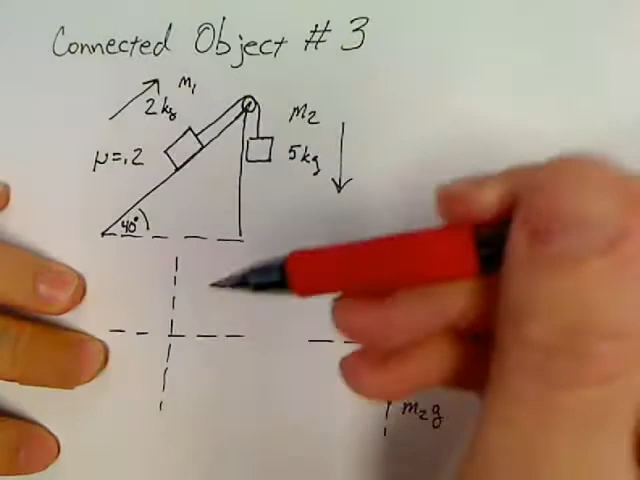 Connected Object # 3
m₁
2 kg
m₂
μ = .2
5 kg
40°
m₂g